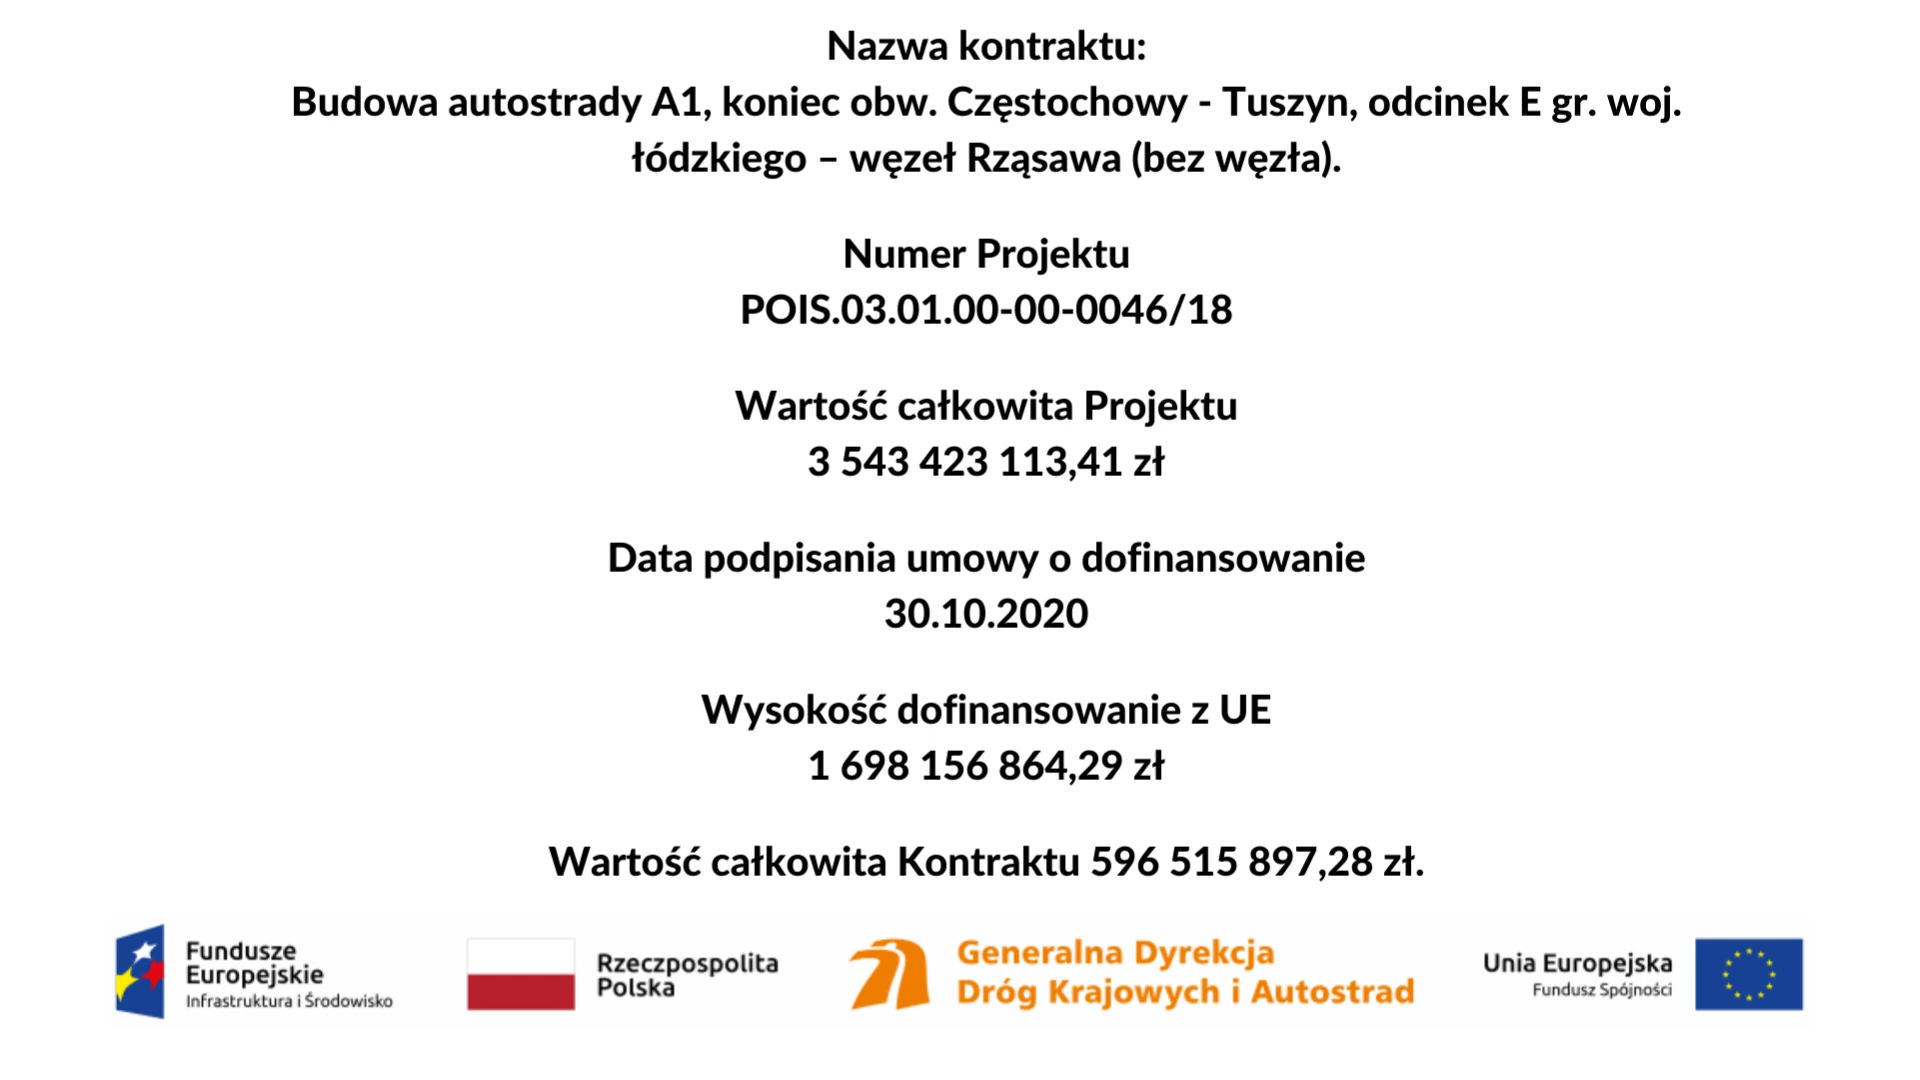 Nazwa kontraktu:
Budowa autostrady A1, koniec obw. Częstochowy - Tuszyn, odcinek E gr. woj.
łódzkiego – węzeł Rząsawa (bez węzła).
Numer Projektu
POIS.03.01.00-00-0046/18
Wartość całkowita Projektu
3 543 423 113,41 zł
Data podpisania umowy o dofinansowanie
30.10.2020
Wysokość dofinansowanie z UE
1 698 156 864,29 zł
Wartość całkowita Kontraktu 596 515 897,28 zł.
Fundusze
Europejskie
Infrastruktura i Środowisko
Rzeczpospolita
Polska
Generalna Dyrekcja
Dróg Krajowych i Autostrad
Unia Europejska
Fundusz Spójności